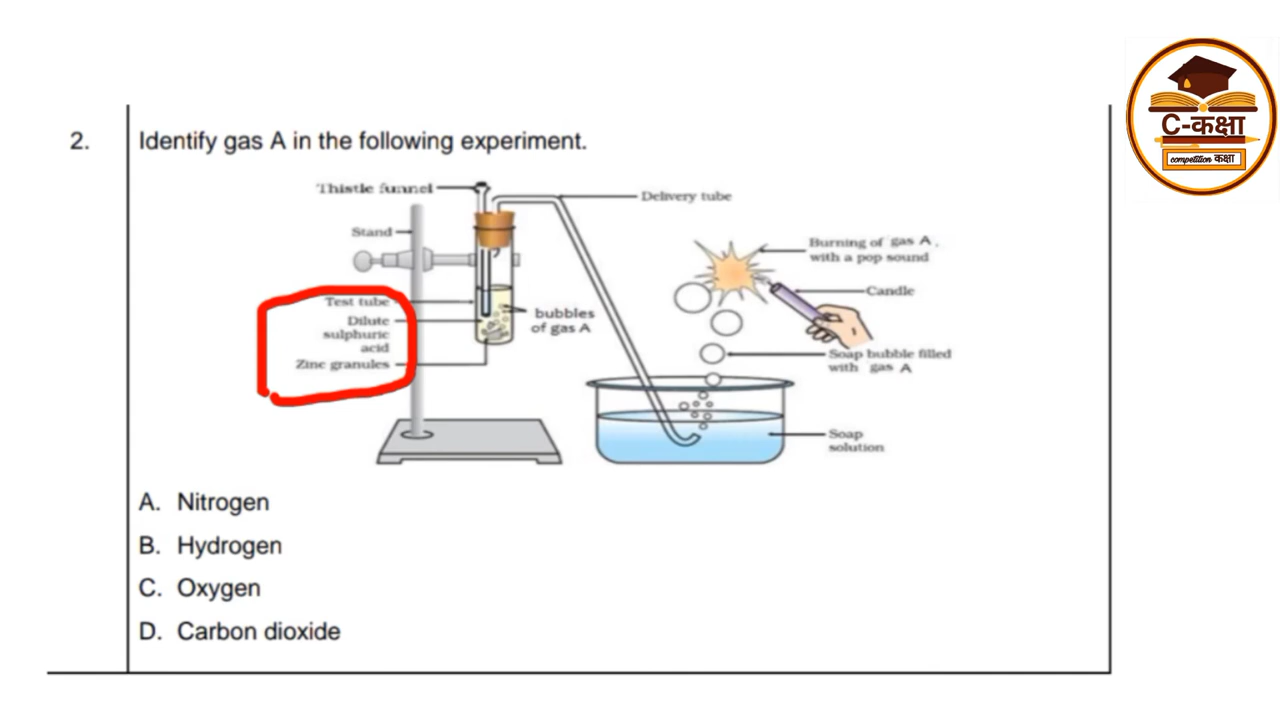 C-कक्षा
competition कक्षा
2.
Identify gas A in the following experiment.
Thistle funnel
Delivery tube
Stand
Burning of gas A,
with a pop sound
Candle
Test tube
Dilute
sulphuric
acid
Zinc granules
bubbles
of gas A
Soap bubble filled
with gas A
Soap
solution
A. Nitrogen
B. Hydrogen
C. Oxygen
D. Carbon dioxide